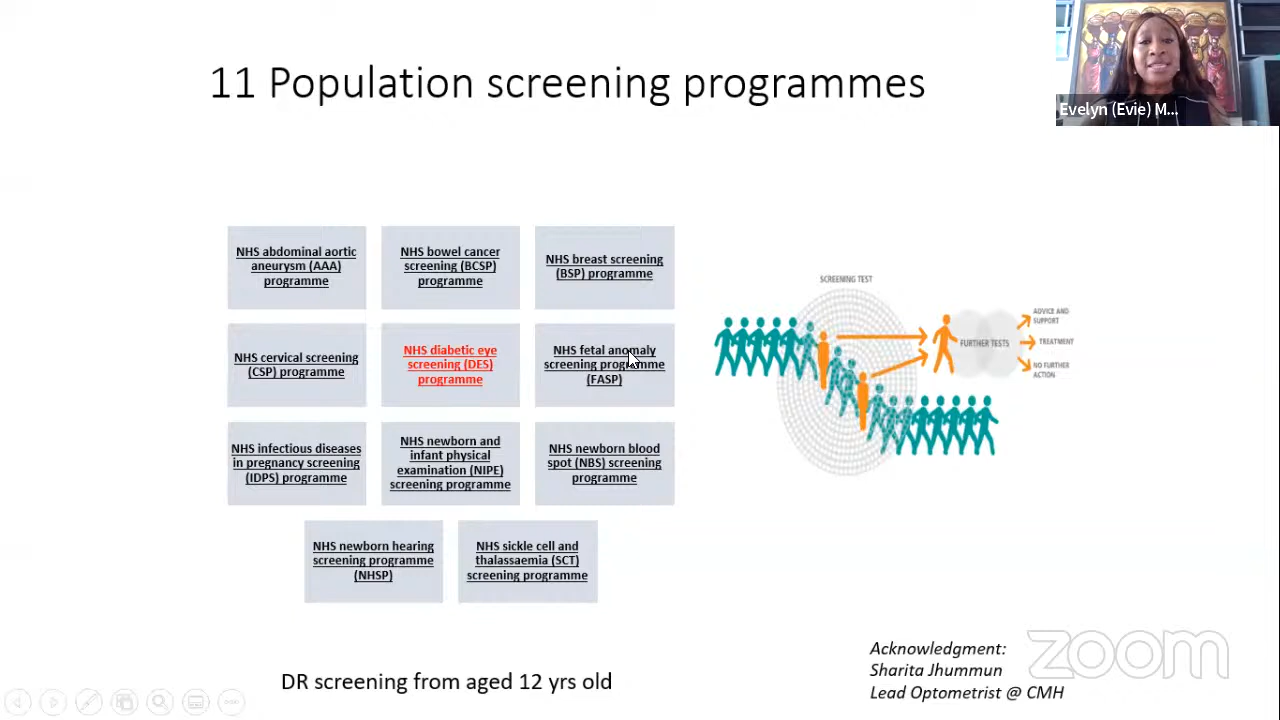 11 Population screening programmes
Evelyn (Evie) M...
NHS abdominal aortic
aneurysm (AAA)
programme
NHS bowel cancer
screening (BCSP)
programme
NHS breast screening
(BSP) programme
NHS cervical screening
(CSP) programme
NHS diabetic eye
screening (DES)
programme
NHS fetal anomaly
screening programme
(FASP)
NHS infectious diseases
in pregnancy screening
(IDPS) programme
NHS newborn and
infant physical
examination (NIPE)
screening programme
NHS newborn blood
spot (NBS) screening
programme
NHS newborn hearing
screening programme
(NHSP)
NHS sickle cell and
thalassaemia (SCT)
screening programme
SCREENING TEST
FURTHER TESTS
ADVICE AND
SUPPORT
TREATMENT
NO FURTHER
ACTION
DR screening from aged 12 yrs old
Acknowledgment:
Sharita Jhummun
Lead Optometrist @ CMH
zoom